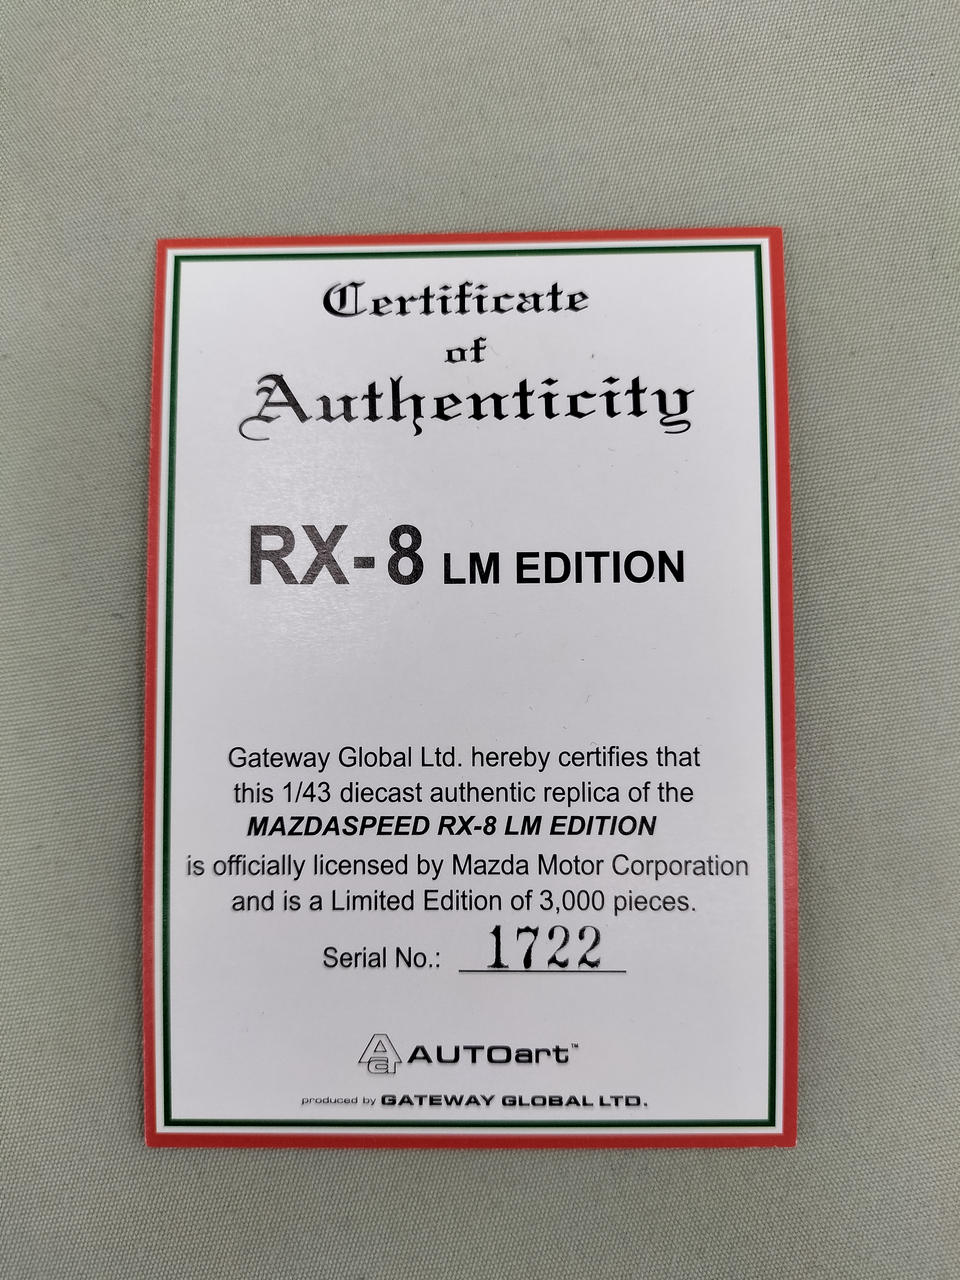 Certificate
of
Authenticity
RX-8 LM EDITION
Gateway Global Ltd. hereby certifies that
this 1/43 diecast authentic replica of the
MAZDASPEED RX-8 LM EDITION
is officially licensed by Mazda Motor Corporation
and is a Limited Edition of 3,000 pieces.
Serial No.: 1722
AUTOart™
produced by GATEWAY GLOBAL LTD.